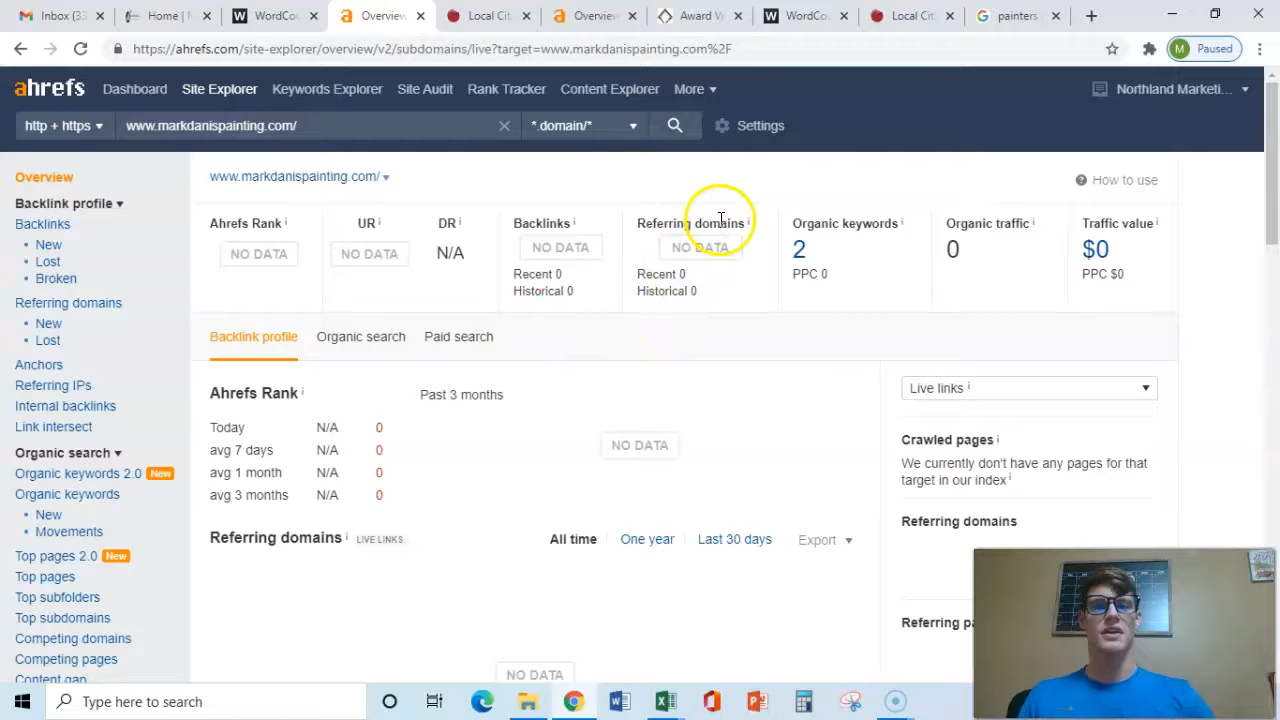 Inbox (33
Home |
WordCou
Overview
Local Cit
Overview
Award W
WordCou
Local Cit
painters
https://ahrefs.com/site-explorer/overview/v2/subdomains/live?target=www.markdanispainting.com%2F
M Paused
ahrefs Dashboard Site Explorer Keywords Explorer Site Audit Rank Tracker Content Explorer More Northland Marketi...
http + https www.markdanispainting.com/ *.domain/* Settings
www.markdanispainting.com/ How to use
Overview
Backlink profile
Backlinks
New
Lost
Broken
Referring domains
New
Lost
Anchors
Referring IPs
Internal backlinks
Link intersect
Organic search
Organic keywords 2.0 New
Organic keywords
New
Movements
Top pages 2.0 New
Top pages
Top subfolders
Top subdomains
Competing domains
Competing pages
Content gap
Ahrefs Rank i
NO DATA
UR i
NO DATA
DR i
N/A
Backlinks i
NO DATA
Recent 0
Historical 0
Referring domains i
NO DATA
Recent 0
Historical 0
Organic keywords i
2
PPC 0
Organic traffic i
0
Traffic value i
$0
PPC $0
Backlink profile Organic search Paid search
Ahrefs Rank i Past 3 months
Today N/A 0
avg 7 days N/A 0
avg 1 month N/A 0
avg 3 months N/A 0
NO DATA
Referring domains i LIVE LINKS All time One year Last 30 days Export
NO DATA
Live links i
Crawled pages i
We currently don't have any pages for that
target in our index i
Referring domains
Referring
Type here to search